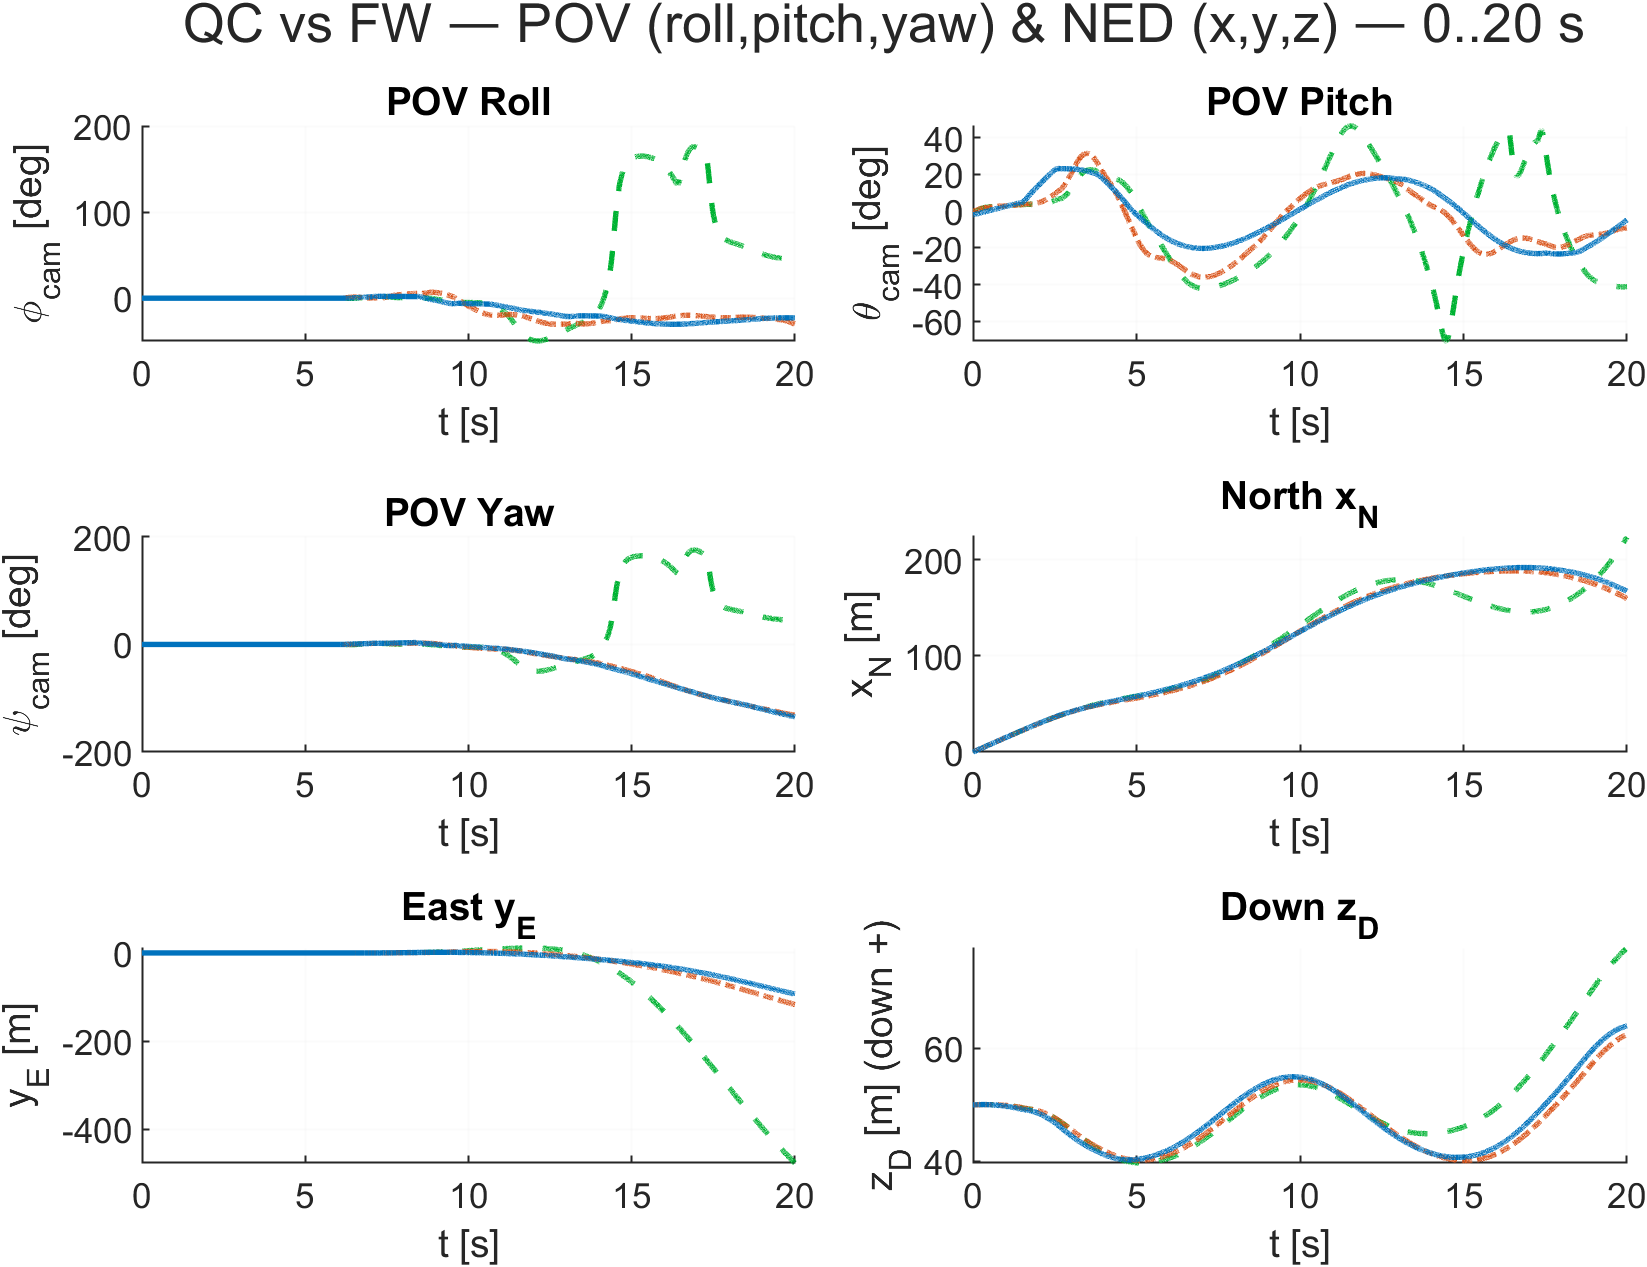 QC vs FW — POV (roll,pitch,yaw) & NED (x,y,z) — 0..20 s
POV Roll
ϕcam [deg]
200
100
0
0 5 10 15 20
t [s]
POV Pitch
θcam [deg]
40
20
0
-20
-40
-60
0 5 10 15 20
t [s]
POV Yaw
ψcam [deg]
200
0
-200
0 5 10 15 20
t [s]
North xN
xN [m]
200
100
0
0 5 10 15 20
t [s]
East yE
yE [m]
0
-200
-400
0 5 10 15 20
t [s]
Down zD
zD [m] (down +)
60
40
0 5 10 15 20
t [s]